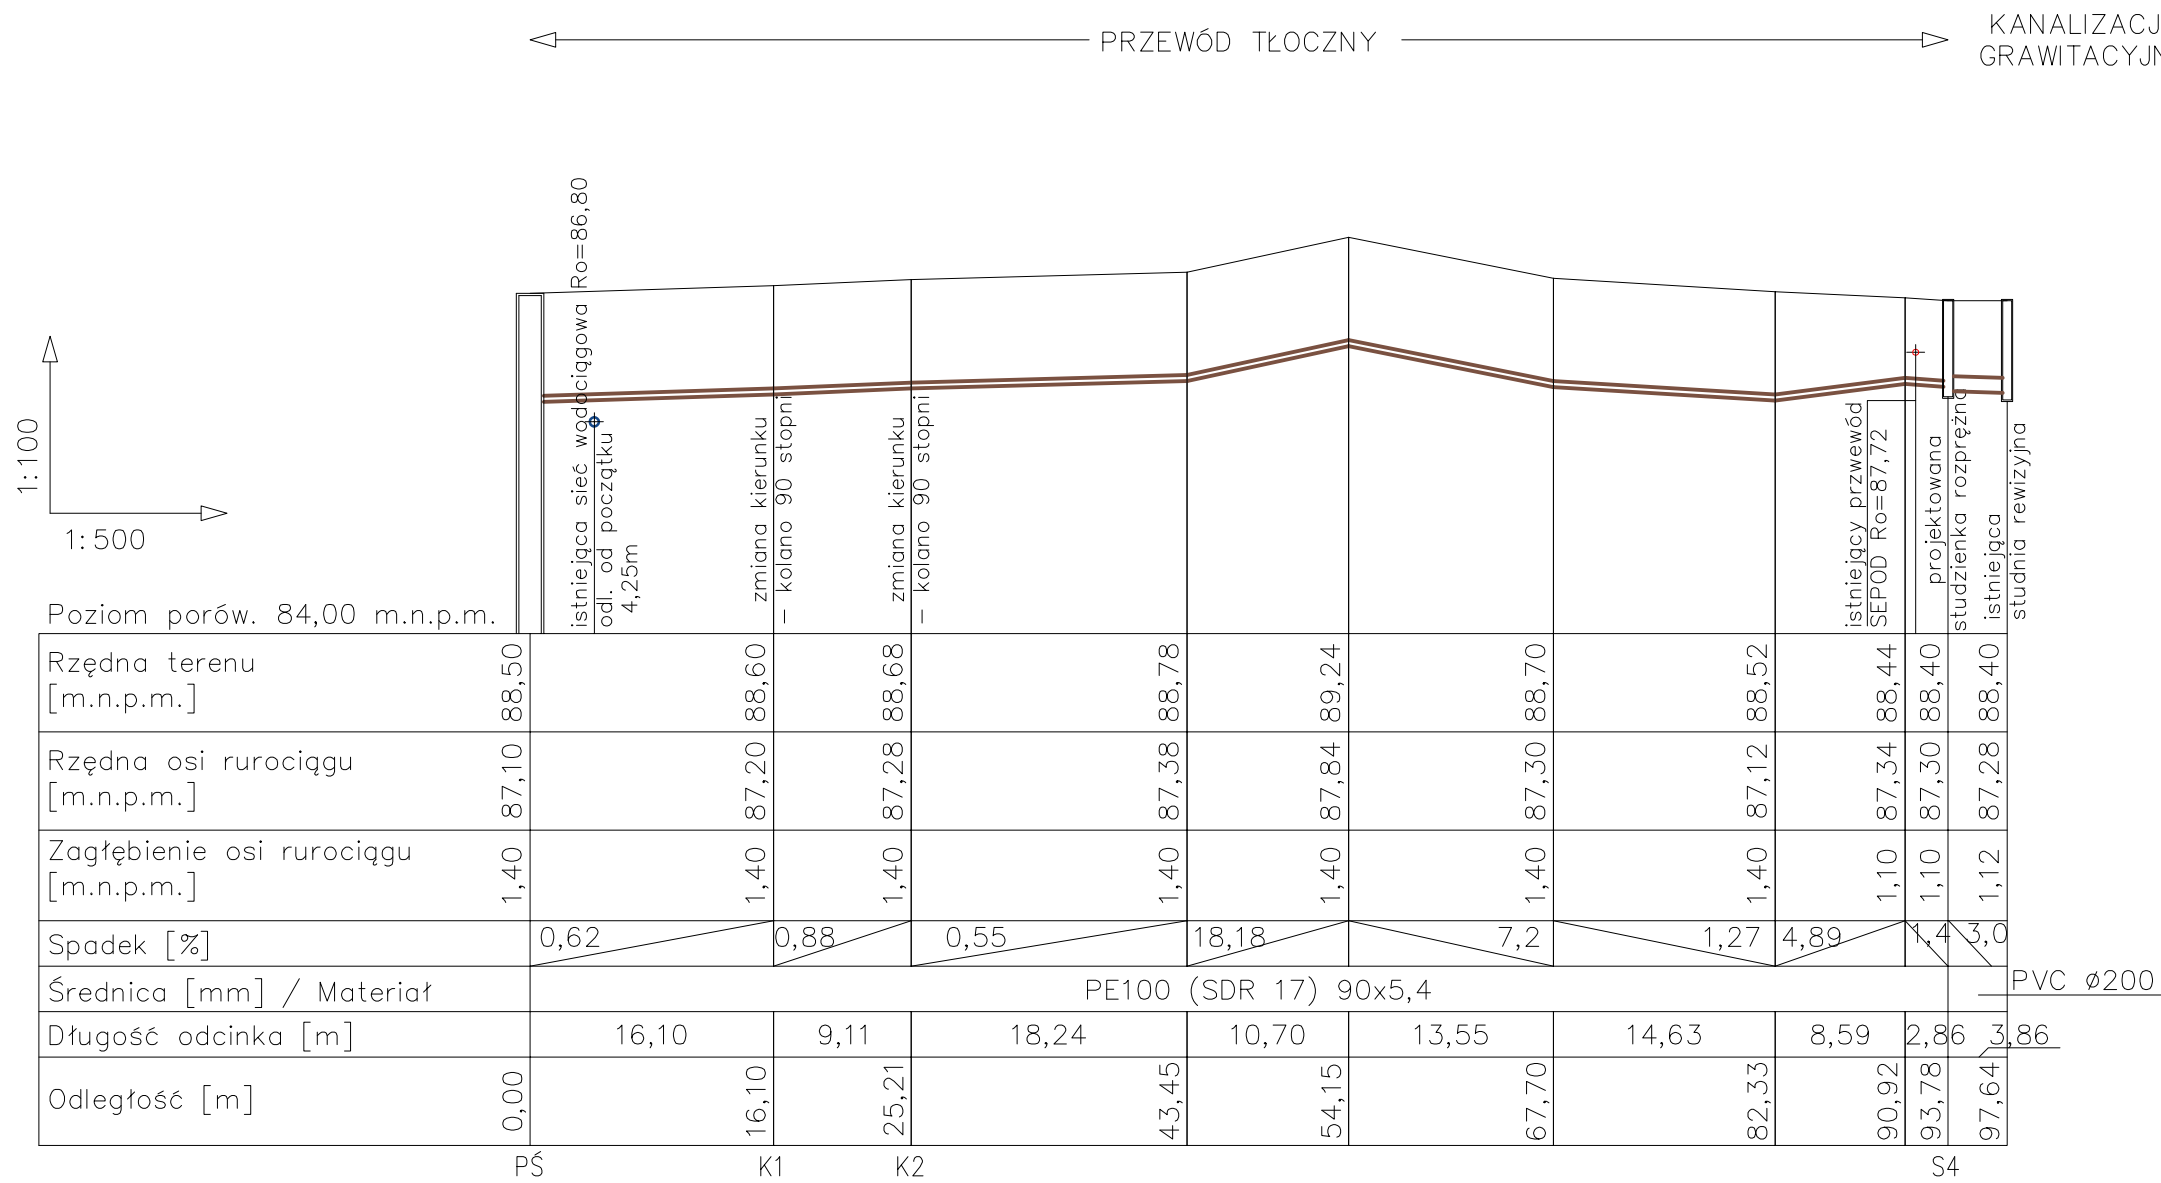 PRZEWÓD TŁOCZNY
KANALIZACJ
GRAWITACYJN
1:100
1:500
istniejąca sieć wodociągowa Ro=86,80
odl. od początku
4,25m
zmiana kierunku
– kolano 90 stopni
zmiana kierunku
– kolano 90 stopni
istniejący przwewód
SEPOD Ro=87,72
projektowana
studzienka rozprężna
istniejąca
studnia rewizyjna
Poziom porów. 84,00 m.n.p.m.
Rzędna terenu
[m.n.p.m.]
88,50 88,60 88,68 88,78 89,24 88,70 88,52 88,44 88,40 88,40
Rzędna osi rurociągu
[m.n.p.m.]
87,10 87,20 87,28 87,38 87,84 87,30 87,12 87,34 87,30 87,28
Zagłębienie osi rurociągu
[m.n.p.m.]
1,40 1,40 1,40 1,40 1,40 1,40 1,40 1,10 1,10 1,12
Spadek [%] 0,62 0,88 0,55 18,18 7,2 1,27 4,89 1,4 3,0
Średnica [mm] / Materiał PE100 (SDR 17) 90x5,4 PVC ø200
Długość odcinka [m] 16,10 9,11 18,24 10,70 13,55 14,63 8,59 2,86 3,86
Odległość [m] 0,00 16,10 25,21 43,45 54,15 67,70 82,33 90,92 93,78 97,64
PŚ K1 K2 S4